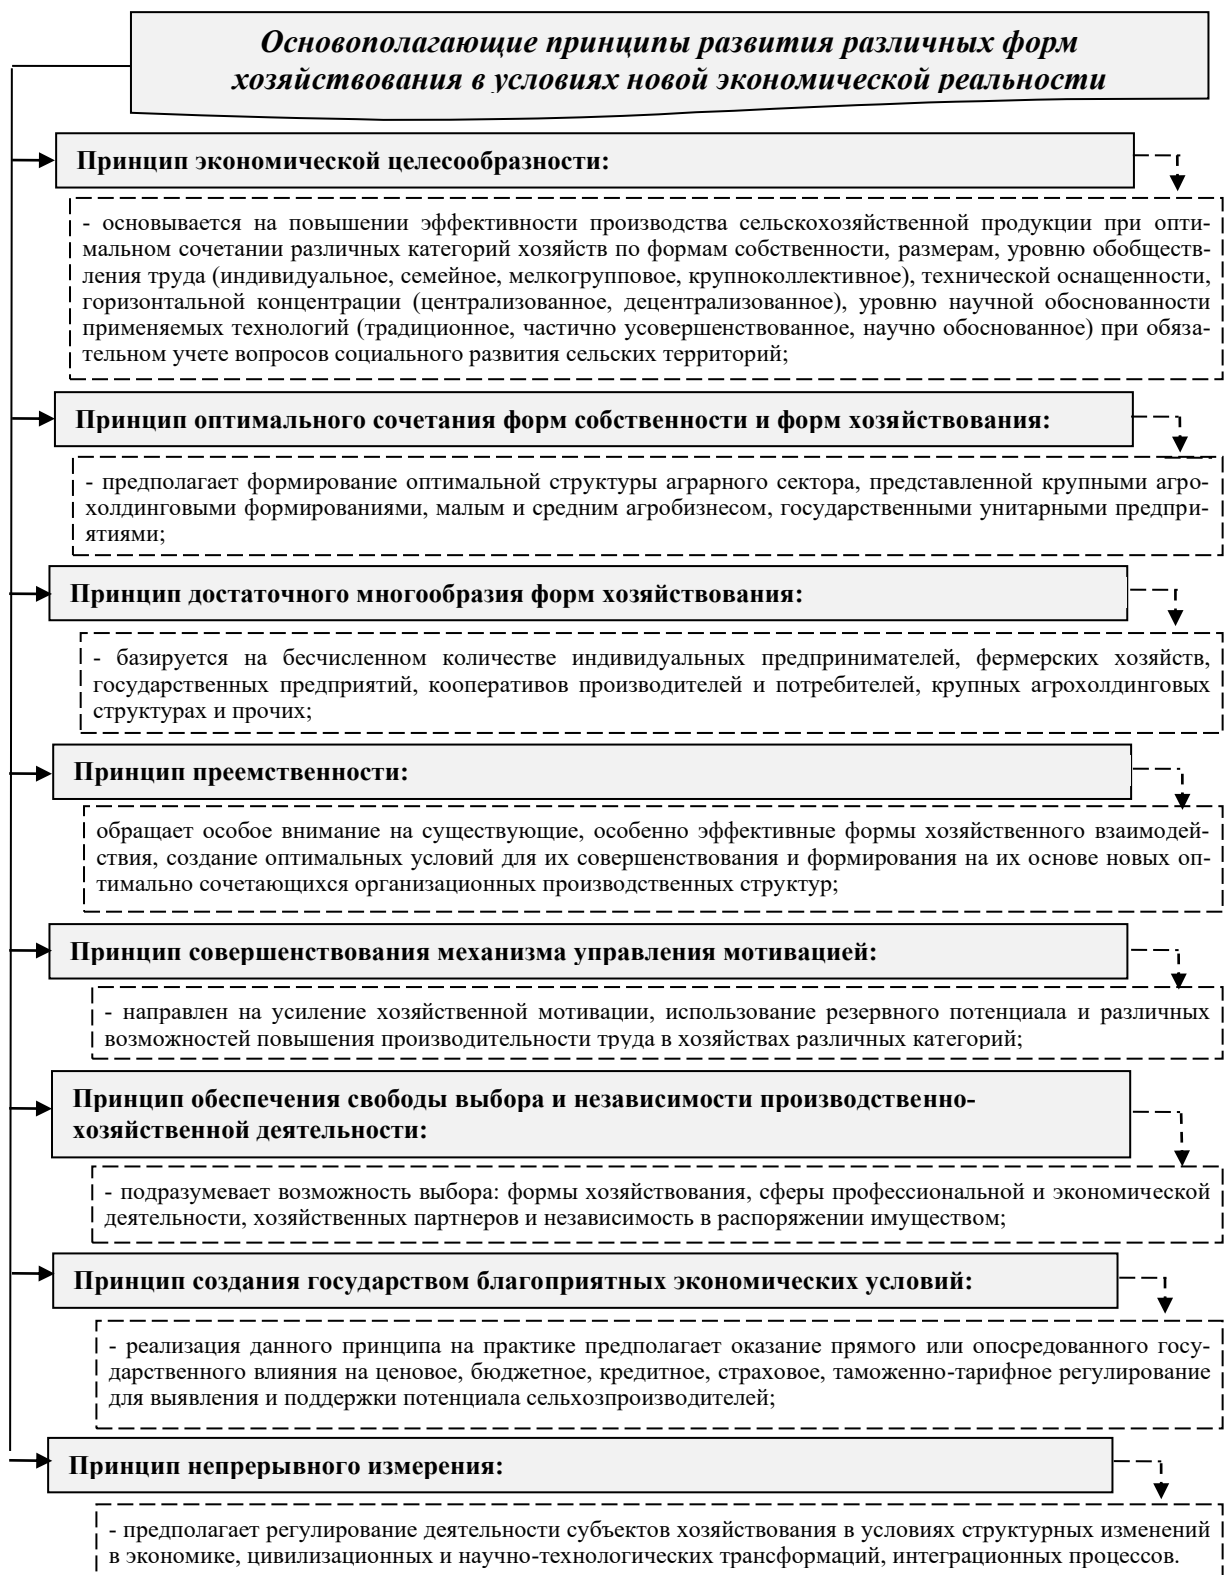 Основополагающие принципы развития различных форм
хозяйствования в условиях новой экономической реальности
Принцип экономической целесообразности:
- основывается на повышении эффективности производства сельскохозяйственной продукции при опти-
мальном сочетании различных категорий хозяйств по формам собственности, размерам, уровню обобществ-
ления труда (индивидуальное, семейное, мелкогрупповое, крупноколлективное), технической оснащенности,
горизонтальной концентрации (централизованное, децентрализованное), уровню научной обоснованности
применяемых технологий (традиционное, частично усовершенствованное, научно обоснованное) при обяза-
тельном учете вопросов социального развития сельских территорий;
Принцип оптимального сочетания форм собственности и форм хозяйствования:
- предполагает формирование оптимальной структуры аграрного сектора, представленной крупными агро-
холдинговыми формированиями, малым и средним агробизнесом, государственными унитарными предпри-
ятиями;
Принцип достаточного многообразия форм хозяйствования:
- базируется на бесчисленном количестве индивидуальных предпринимателей, фермерских хозяйств,
государственных предприятий, кооперативов производителей и потребителей, крупных агрохолдинговых
структурах и прочих;
Принцип преемственности:
обращает особое внимание на существующие, особенно эффективные формы хозяйственного взаимодей-
ствия, создание оптимальных условий для их совершенствования и формирования на их основе новых оп-
тимально сочетающихся организационных производственных структур;
Принцип совершенствования механизма управления мотивацией:
- направлен на усиление хозяйственной мотивации, использование резервного потенциала и различных
возможностей повышения производительности труда в хозяйствах различных категорий;
Принцип обеспечения свободы выбора и независимости производственно-
хозяйственной деятельности:
- подразумевает возможность выбора: формы хозяйствования, сферы профессиональной и экономической
деятельности, хозяйственных партнеров и независимость в распоряжении имуществом;
Принцип создания государством благоприятных экономических условий:
- реализация данного принципа на практике предполагает оказание прямого или опосредованного госу-
дарственного влияния на ценовое, бюджетное, кредитное, страховое, таможенно-тарифное регулирование
для выявления и поддержки потенциала сельхозпроизводителей;
Принцип непрерывного измерения:
- предполагает регулирование деятельности субъектов хозяйствования в условиях структурных изменений
в экономике, цивилизационных и научно-технологических трансформаций, интеграционных процессов.